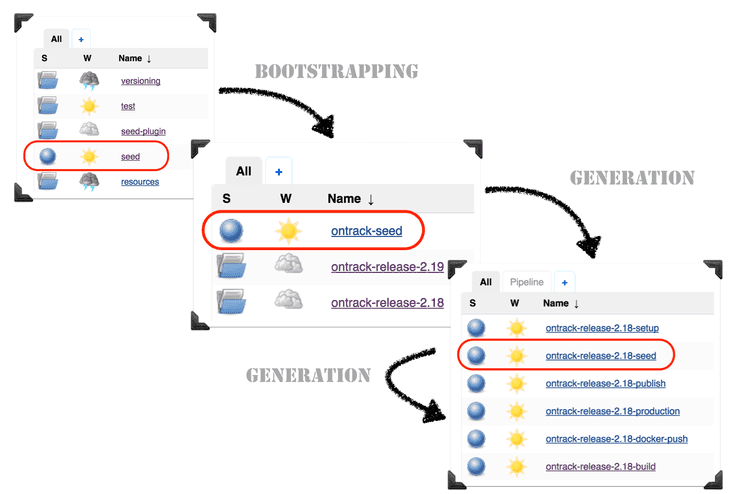 All +
S W Name ↓
versioning
test
seed-plugin
seed
resources
BOOTSTRAPPING
All +
S W Name ↓
ontrack-seed
ontrack-release-2.19
ontrack-release-2.18
GENERATION
All Pipeline +
S W Name ↓
ontrack-release-2.18-setup
ontrack-release-2.18-seed
ontrack-release-2.18-publish
ontrack-release-2.18-production
ontrack-release-2.18-docker-push
ontrack-release-2.18-build
GENERATION